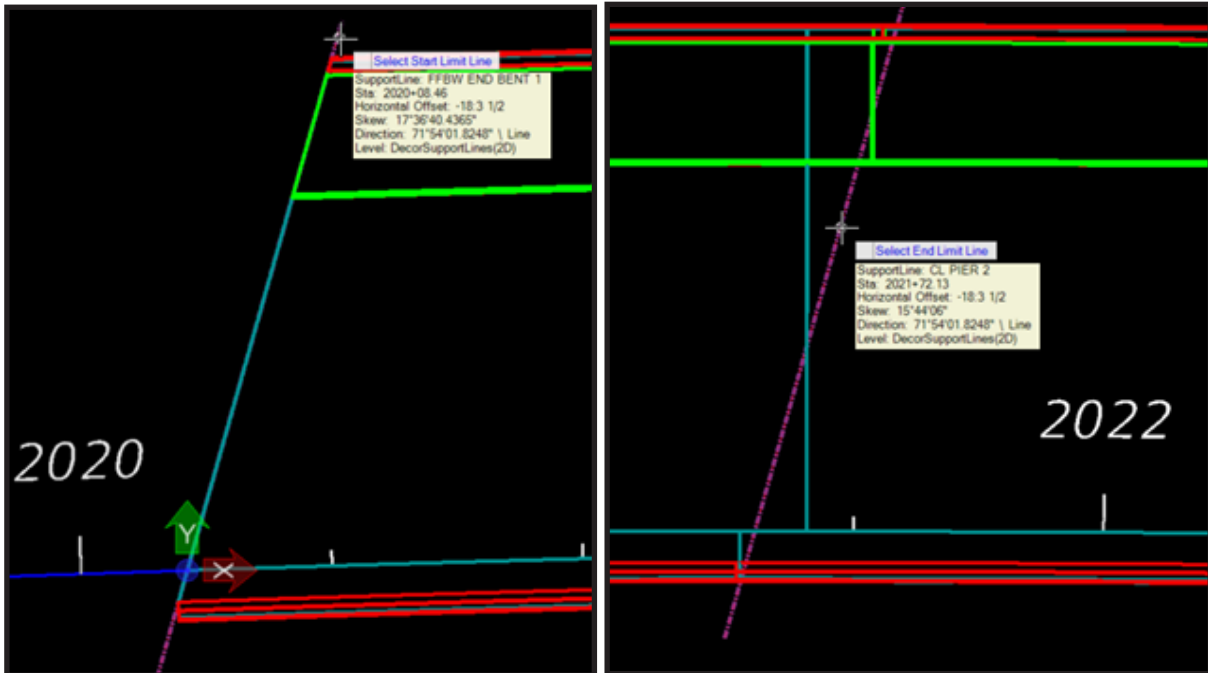 Select Start Limit Line
SupportLine: FFBW END BENT 1
Sta: 2020+08.46
Horizontal Offset: -18:3 1/2
Skew: 17°36'40.4365"
Direction: 71°54'01.8248" \ Line
Level: DecorSupportLines(2D)
2020
Y
X
Select End Limit Line
SupportLine: CL PIER 2
Sta: 2021+72.13
Horizontal Offset: -18:3 1/2
Skew: 15°44'06"
Direction: 71°54'01.8248" \ Line
Level: DecorSupportLines(2D)
2022